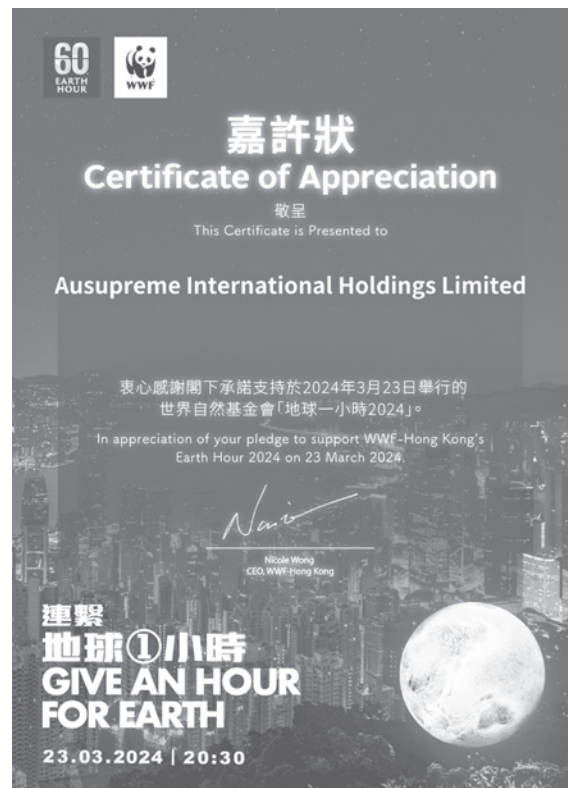 60
EARTH
HOUR
WWF
嘉許狀
Certificate of Appreciation
敬呈
This Certificate is Presented to
Ausupreme International Holdings Limited
衷心感謝閣下承諾支持於2024年3月23日舉行的
世界自然基金會「地球一小時2024」。
In appreciation of your pledge to support WWF-Hong Kong's
Earth Hour 2024 on 23 March 2024.
Nicole Wong
CEO, WWF-Hong Kong
連繫
地球①小時
GIVE AN HOUR
FOR EARTH
23.03.2024 | 20:30